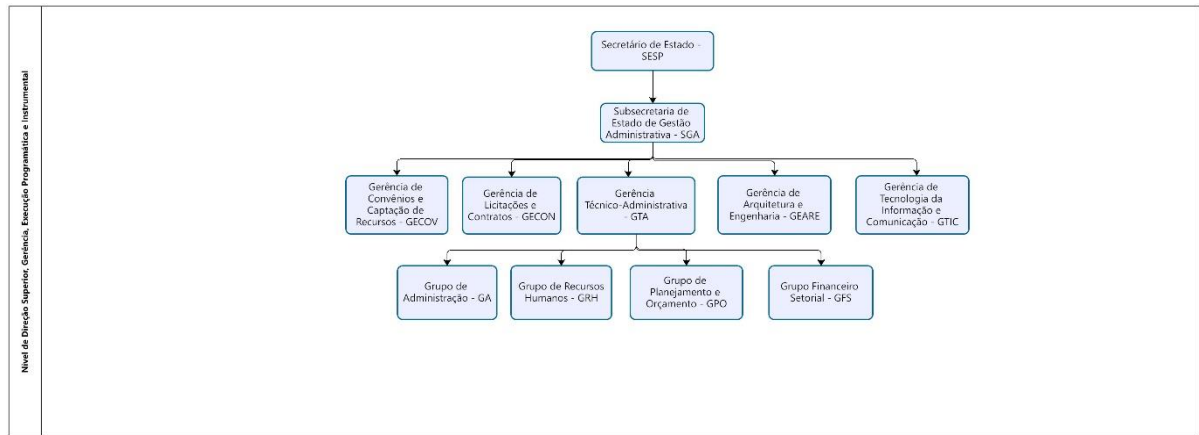 Nível de Direção Superior, Gerência, Execução Programática e Instrumental
Secretário de Estado -
SESP
Subsecretaria de
Estado de Gestão
Administrativa - SGA
Gerência de
Convênios e
Captação de
Recursos - GECOV
Gerência de
Licitações e
Contratos - GECON
Gerência
Técnico-Administrativa
- GTA
Gerência de
Arquitetura e
Engenharia - GEARE
Gerência de
Tecnologia da
Informação e
Comunicação - GTIC
Grupo de
Administração - GA
Grupo de Recursos
Humanos - GRH
Grupo de
Planejamento e
Orçamento - GPO
Grupo Financeiro
Setorial - GFS